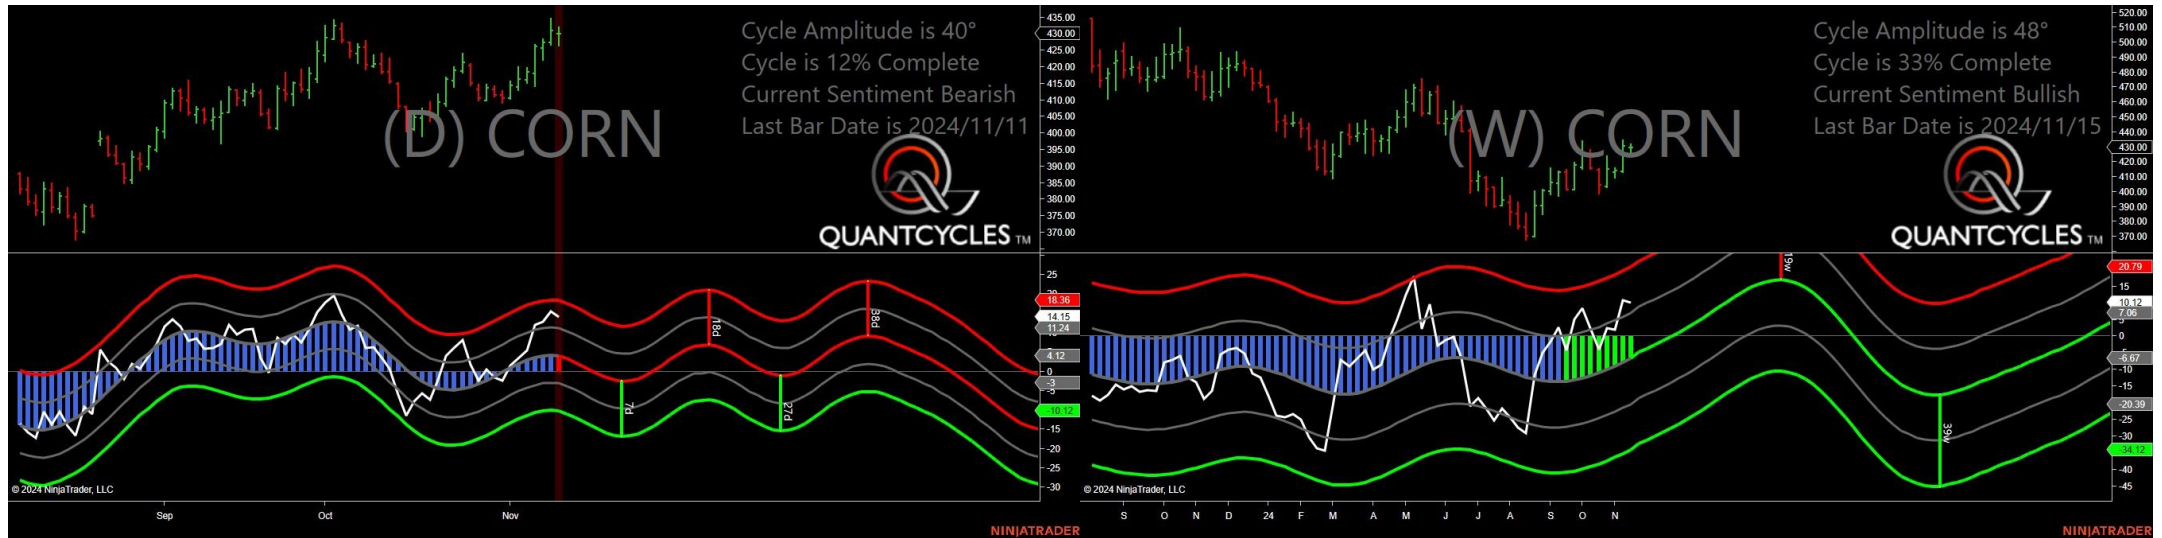 Cycle Amplitude is 40°
Cycle is 12% Complete
Current Sentiment Bearish
Last Bar Date is 2024/11/11
(D) CORN
QUANTCYCLES TM
435.00
430.00
425.00
420.00
415.00
410.00
405.00
400.00
395.00
390.00
385.00
380.00
375.00
370.00
25
18.36
14.15
11.24
4.12
0
-3
-10.12
-15
-20
-25
-30
18d
38d
7d
27d
© 2024 NinjaTrader, LLC
Sep
Oct
Nov
NINJATRADER
Cycle Amplitude is 48°
Cycle is 33% Complete
Current Sentiment Bullish
Last Bar Date is 2024/11/15
(W) CORN
QUANTCYCLES TM
520.00
510.00
500.00
490.00
480.00
470.00
460.00
450.00
440.00
430.00
420.00
410.00
400.00
390.00
380.00
370.00
20.79
15
10.12
7.06
0
-6.67
-10
-15
-20.39
-25
-30
-34.12
-40
-45
19w
39w
© 2024 NinjaTrader, LLC
S O N D 24 F M A M J J A S O N
NINJATRADER